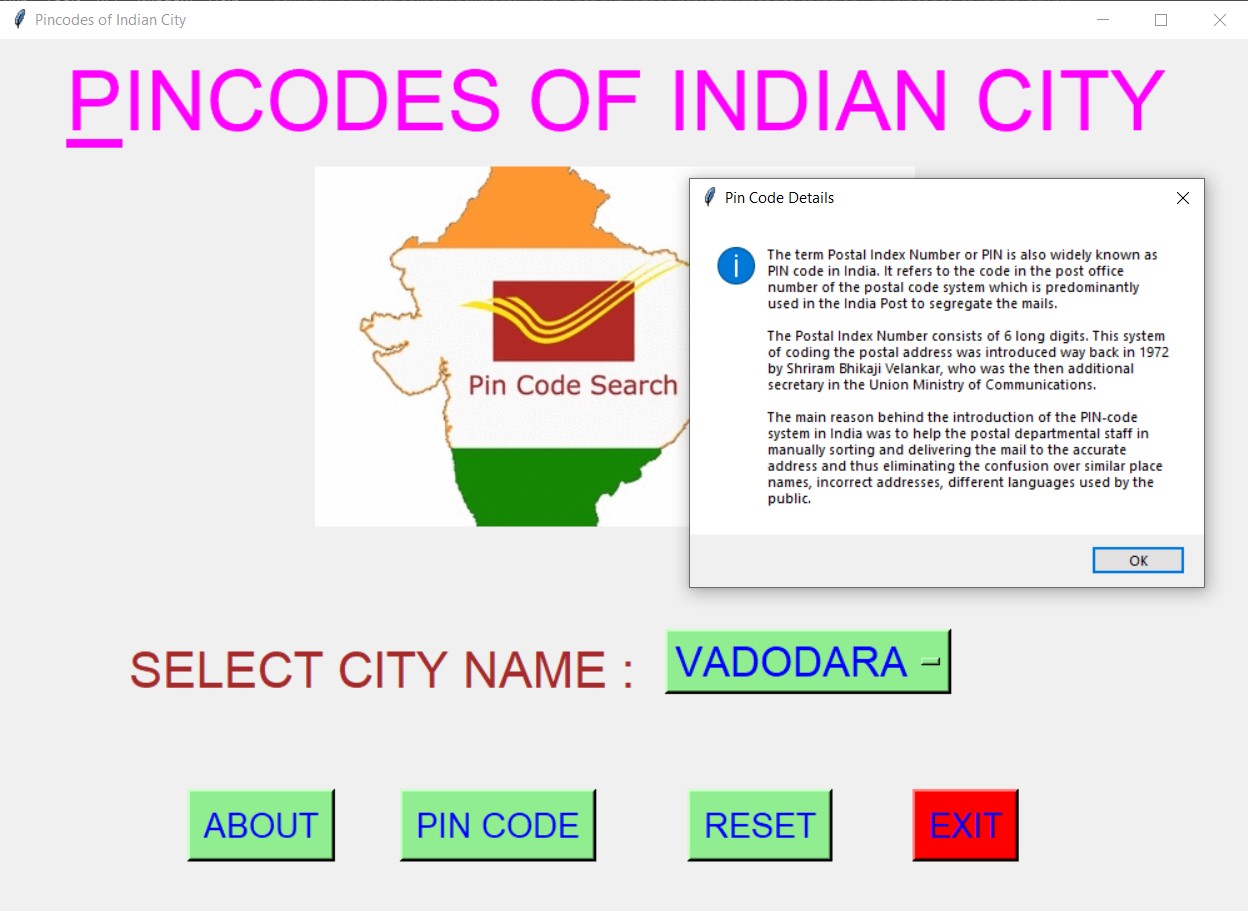 Pincodes of Indian City
PINCODES OF INDIAN CITY
Pin Code Search
Pin Code Details
The term Postal Index Number or PIN is also widely known as
PIN code in India. It refers to the code in the post office
number of the postal code system which is predominantly
used in the India Post to segregate the mails.
The Postal Index Number consists of 6 long digits. This system
of coding the postal address was introduced way back in 1972
by Shriram Bhikaji Velankar, who was the then additional
secretary in the Union Ministry of Communications.
The main reason behind the introduction of the PIN-code
system in India was to help the postal departmental staff in
manually sorting and delivering the mail to the accurate
address and thus eliminating the confusion over similar place
names, incorrect addresses, different languages used by the
public.
OK
SELECT CITY NAME : VADODARA
ABOUT PIN CODE RESET EXIT